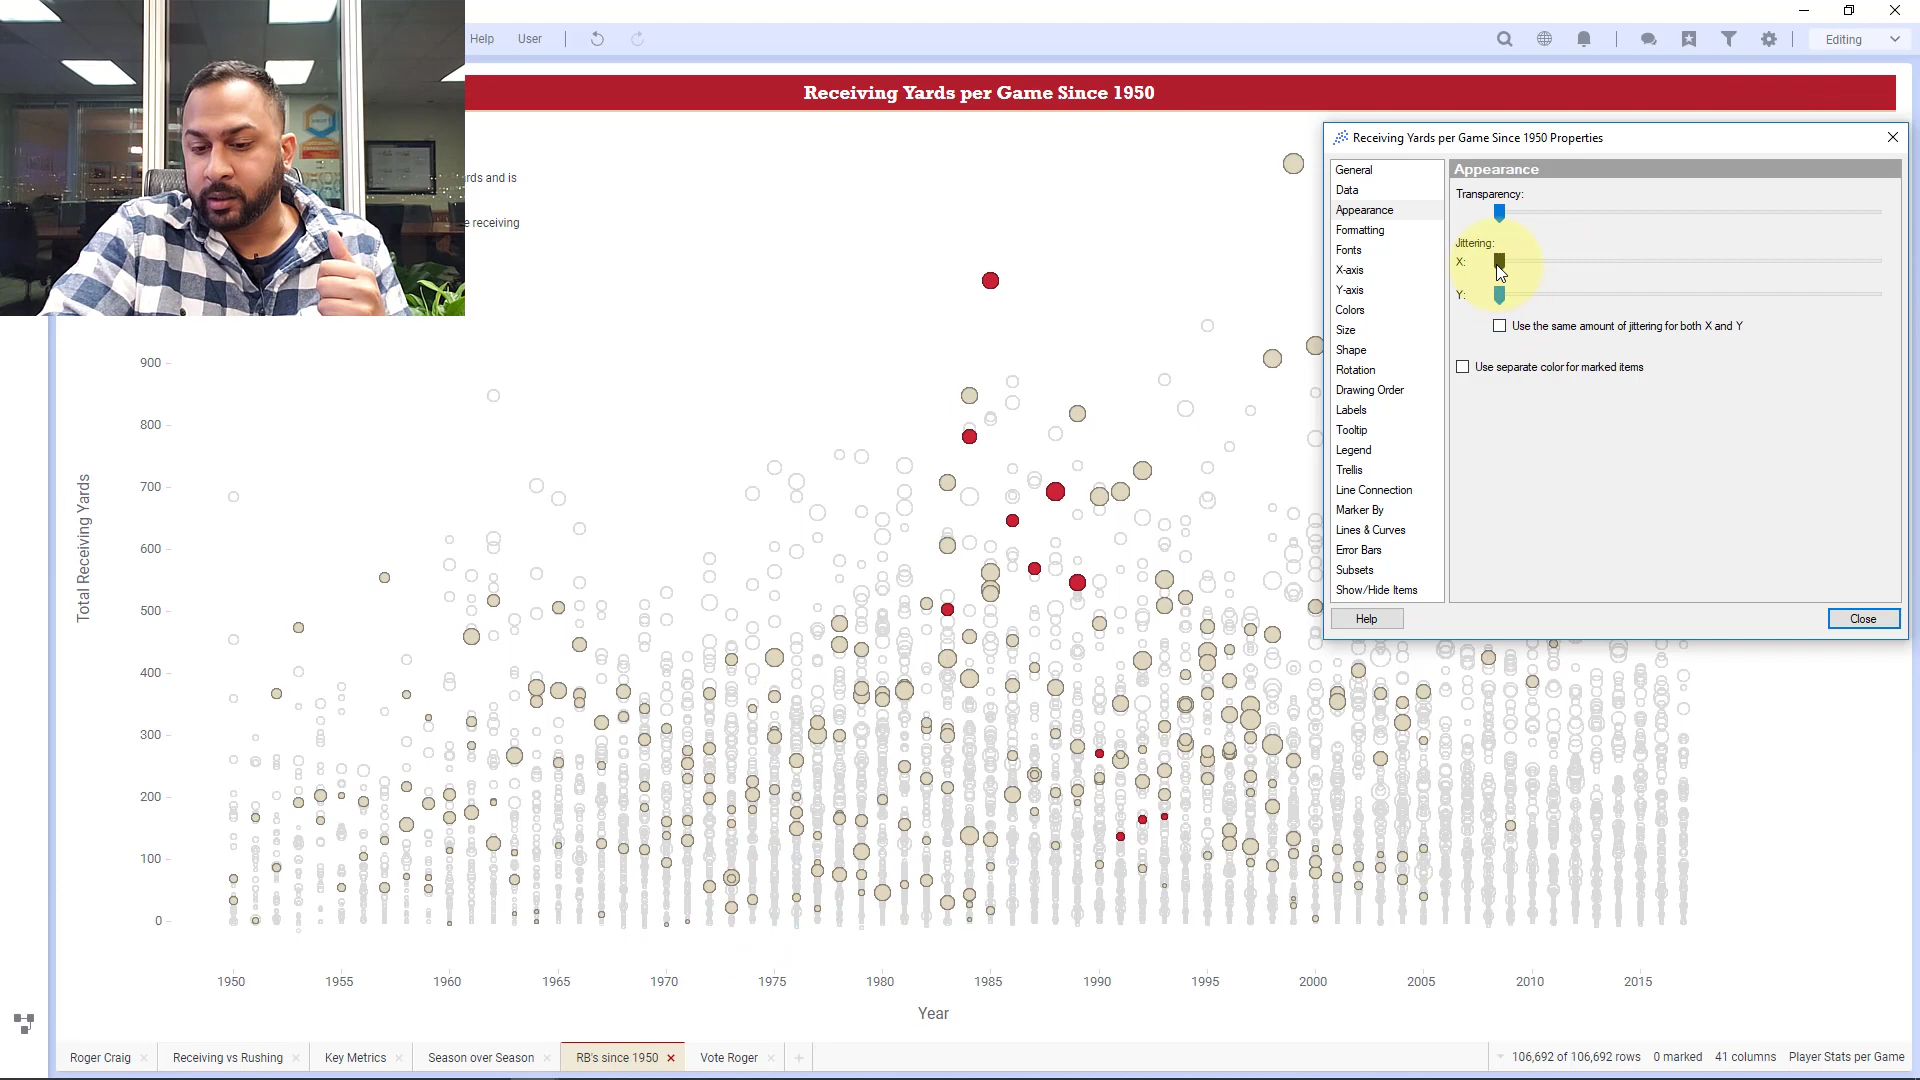 Help User Editing
Receiving Yards per Game Since 1950
rds and is
e receiving
Receiving Yards per Game Since 1950 Properties
General
Data
Appearance
Formatting
Fonts
X-axis
Y-axis
Colors
Size
Shape
Rotation
Drawing Order
Labels
Tooltip
Legend
Trellis
Line Connection
Marker By
Lines & Curves
Error Bars
Subsets
Show/Hide Items
Appearance
Transparency:
Jittering:
X:
Y:
Use the same amount of jittering for both X and Y
Use separate color for marked items
Help Close
Total Receiving Yards
900
800
700
600
500
400
300
200
100
0
1950 1955 1960 1965 1970 1975 1980 1985 1990 1995 2000 2005 2010 2015
Year
Roger Craig Receiving vs Rushing Key Metrics Season over Season RB's since 1950 Vote Roger 106,692 of 106,692 rows 0 marked 41 columns Player Stats per Game